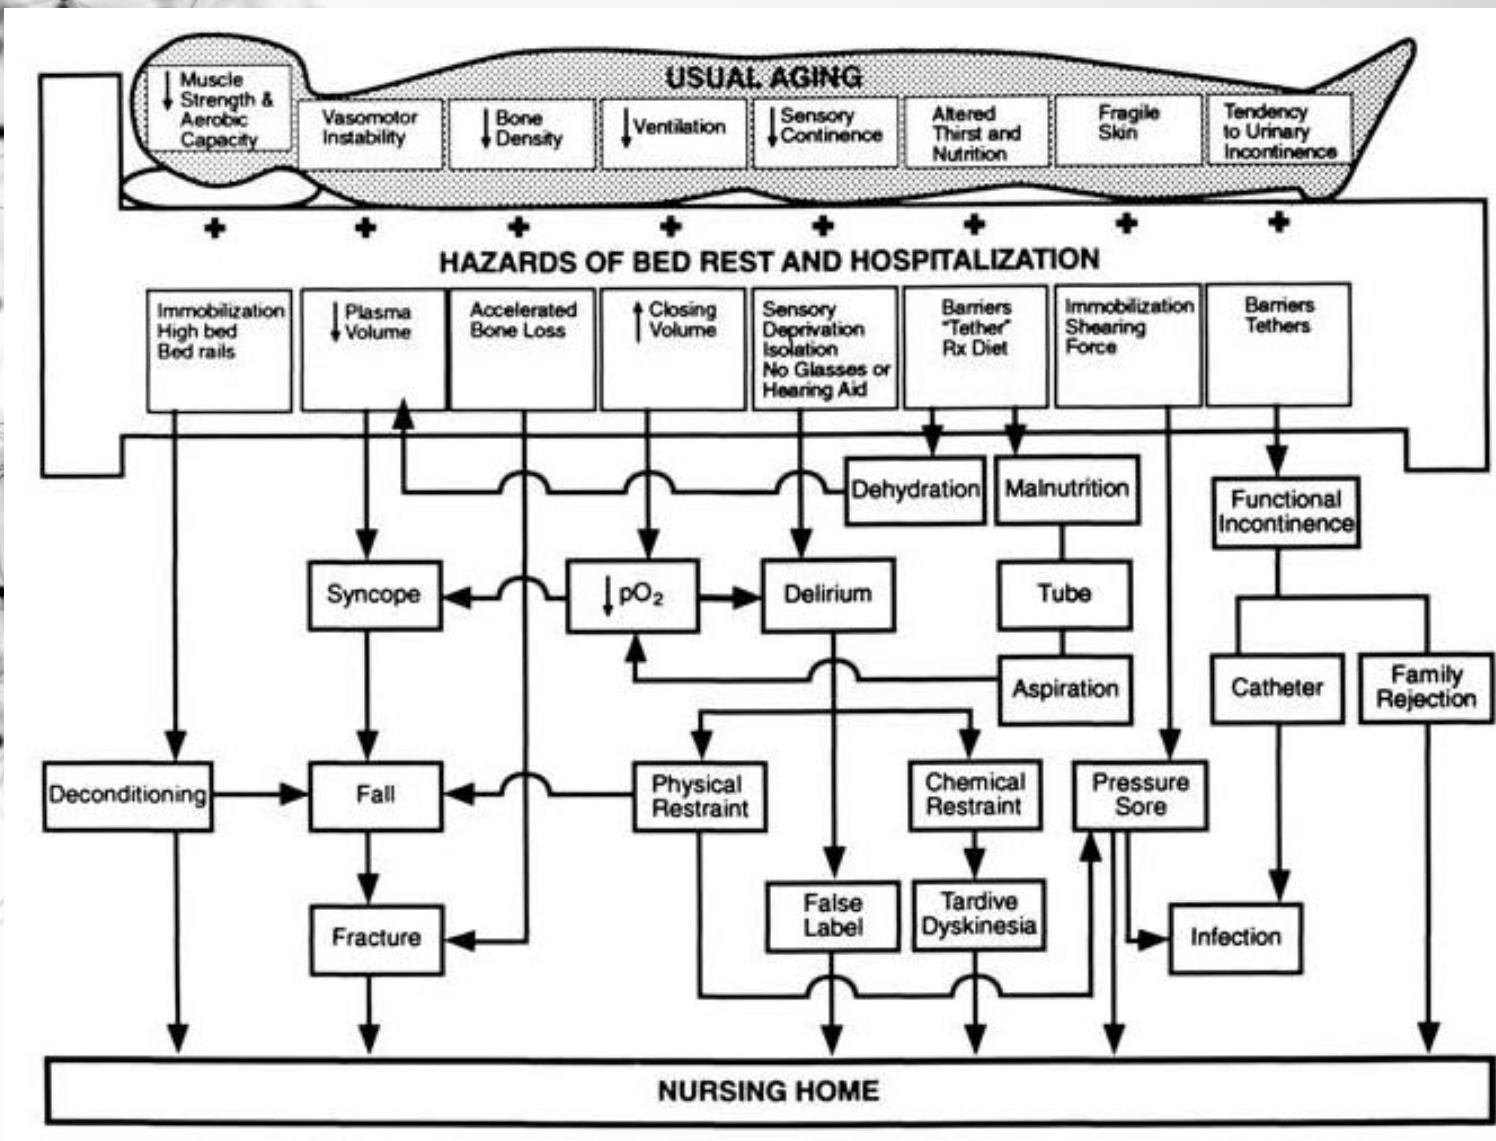 USUAL AGING
↓ Muscle
Strength &
Aerobic
Capacity
Vasomotor
Instability
↓ Bone
Density
↓ Ventilation
↓ Sensory
Continence
Altered
Thirst and
Nutrition
Fragile
Skin
Tendency
to Urinary
Incontinence
+ + + + + + + +
HAZARDS OF BED REST AND HOSPITALIZATION
Immobilization
High bed
Bed rails
↓ Plasma
Volume
Accelerated
Bone Loss
↑ Closing
Volume
Sensory
Deprivation
Isolation
No Glasses or
Hearing Aid
Barriers
"Tether"
Rx Diet
Immobilization
Shearing
Force
Barriers
Tethers
Dehydration
Malnutrition
Functional
Incontinence
Syncope
↓ pO₂
Delirium
Tube
Aspiration
Catheter
Family
Rejection
Deconditioning
Fall
Physical
Restraint
Chemical
Restraint
Pressure
Sore
Fracture
False
Label
Tardive
Dyskinesia
Infection
NURSING HOME